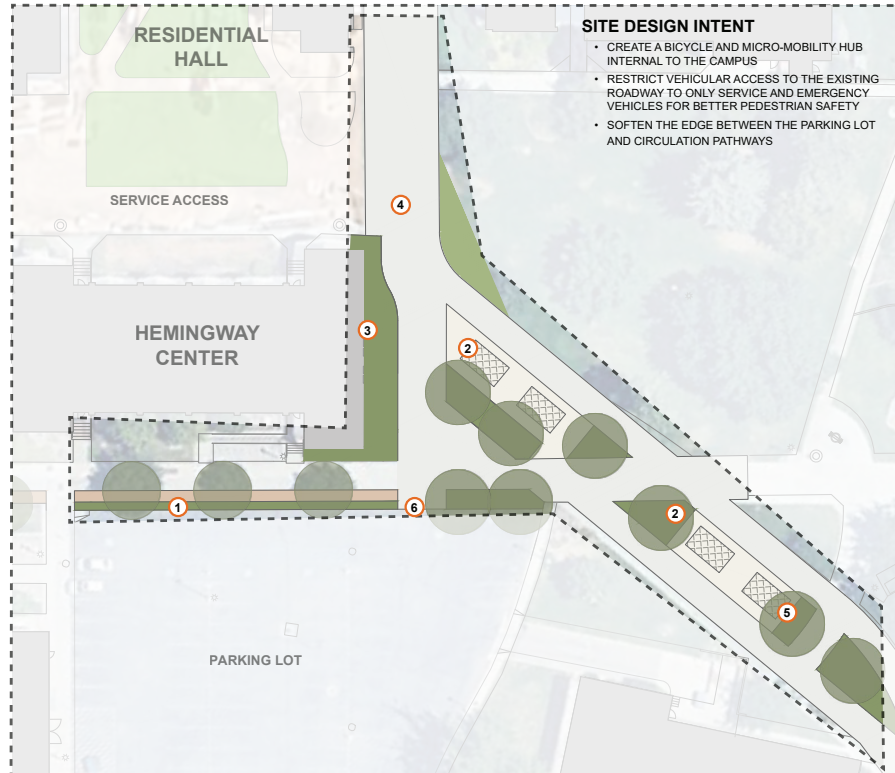 SITE DESIGN INTENT
• CREATE A BICYCLE AND MICRO-MOBILITY HUB
INTERNAL TO THE CAMPUS
• RESTRICT VEHICULAR ACCESS TO THE EXISTING
ROADWAY TO ONLY SERVICE AND EMERGENCY
VEHICLES FOR BETTER PEDESTRIAN SAFETY
• SOFTEN THE EDGE BETWEEN THE PARKING LOT
AND CIRCULATION PATHWAYS
RESIDENTIAL
HALL
SERVICE ACCESS
4
HEMINGWAY
CENTER
3
2
1
6
2
5
PARKING LOT